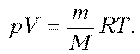 pV = m/M RT.